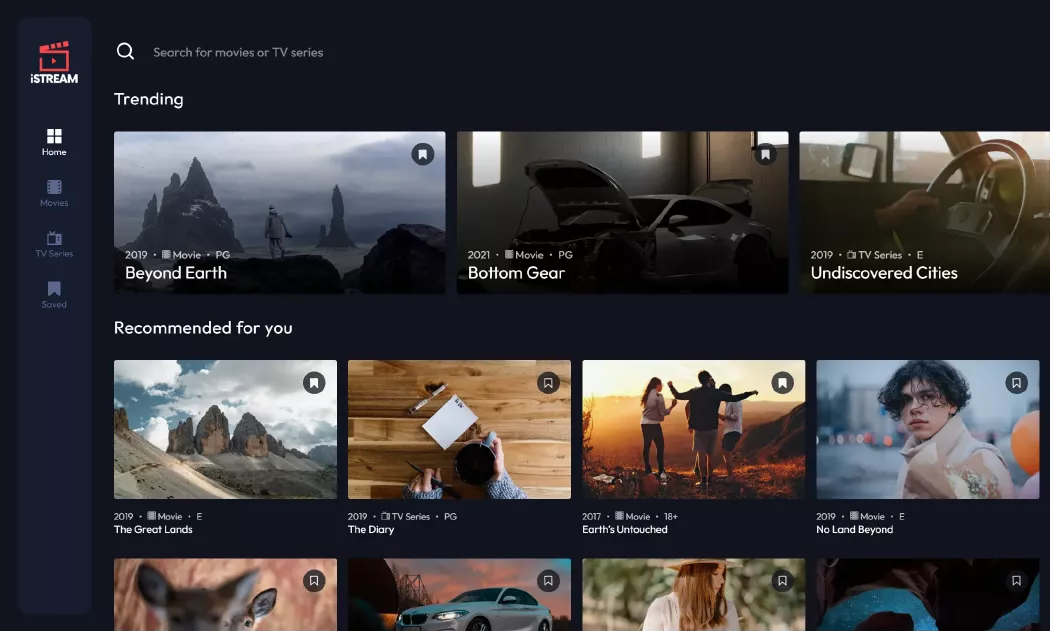 iSTREAM
Search for movies or TV series
Trending
Home
Movies
TV Series
Saved
2019 • Movie • PG
Beyond Earth
2021 • Movie • PG
Bottom Gear
2019 • TV Series • E
Undiscovered Cities
Recommended for you
2019 • Movie • E
The Great Lands
2019 • TV Series • PG
The Diary
2017 • Movie • 18+
Earth's Untouched
2019 • Movie • E
No Land Beyond